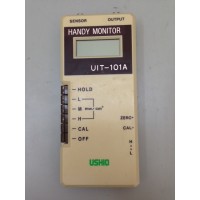 SENSOR OUTPUT
HANDY MONITOR
UIT-101A
HOLD
L
M
H
ZERO
CAL
CAL
OFF
USHIO